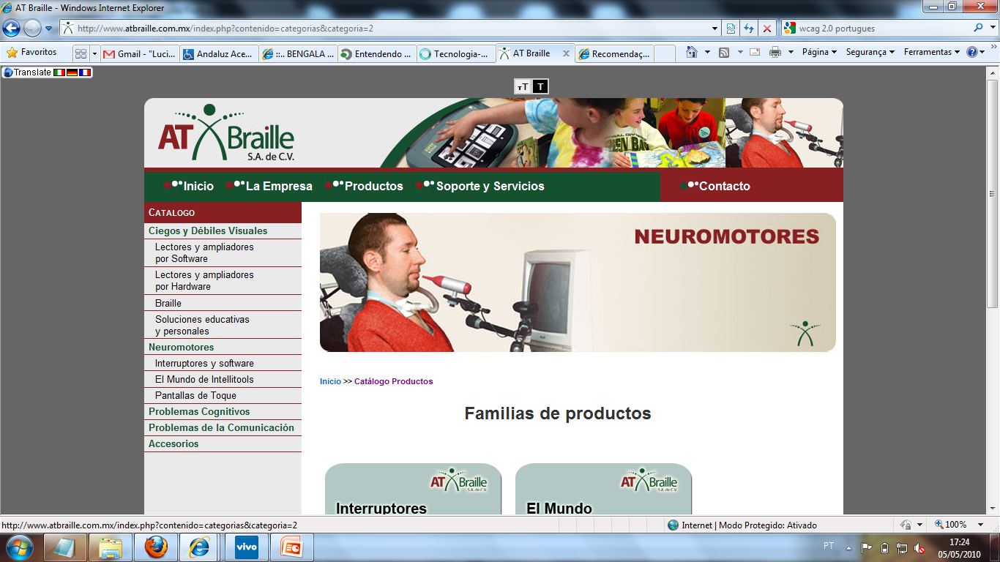 AT Braille - Windows Internet Explorer
http://www.atbraille.com.mx/index.php?contenido=categorias&categoria=2
wcag 2.0 portugues
Favoritos
Gmail - "Luci...
Andaluz Ace...
::.. BENGALA ...
Entendendo ...
Tecnologia-...
AT Braille
Recomendaç...
Página
Segurança
Ferramentas
Translate
TT T
AT Braille
S.A. de C.V.
Inicio
La Empresa
Productos
Soporte y Servicios
Contacto
CATALOGO
Ciegos y Débiles Visuales
Lectores y ampliadores
por Software
Lectores y ampliadores
por Hardware
Braille
Soluciones educativas
y personales
Neuromotores
Interruptores y software
El Mundo de Intellitools
Pantallas de Toque
Problemas Cognitivos
Problemas de la Comunicación
Accesorios
NEUROMOTORES
Inicio >> Catálogo Productos
Familias de productos
AT Braille
S.A. de C.V.
Interruptores
AT Braille
S.A. de C.V.
El Mundo
http://www.atbraille.com.mx/index.php?contenido=categorias&categoria=2
Internet | Modo Protegido: Ativado
100%
vivo
PT
17:24
05/05/2010